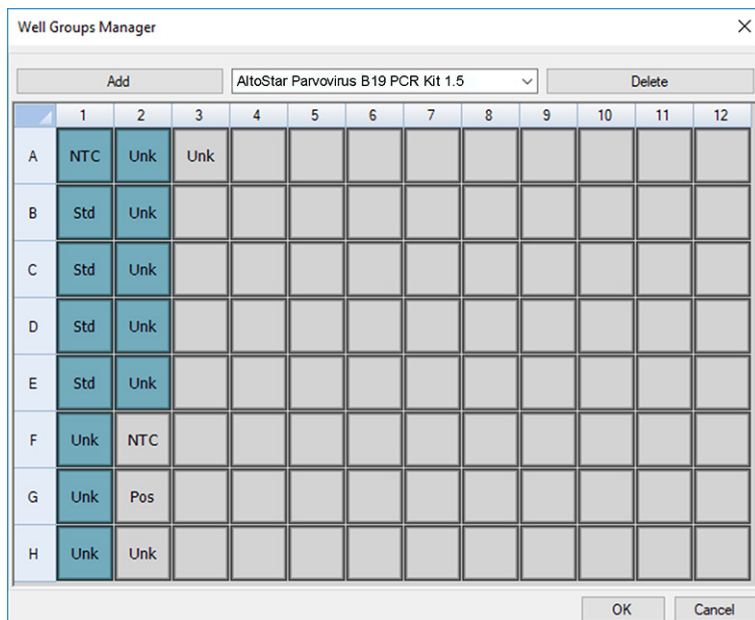 Well Groups Manager
Add AltoStar Parvovirus B19 PCR Kit 1.5 Delete
1 2 3 4 5 6 7 8 9 10 11 12
A NTC Unk Unk
B Std Unk
C Std Unk
D Std Unk
E Std Unk
F Unk NTC
G Unk Pos
H Unk Unk
OK Cancel